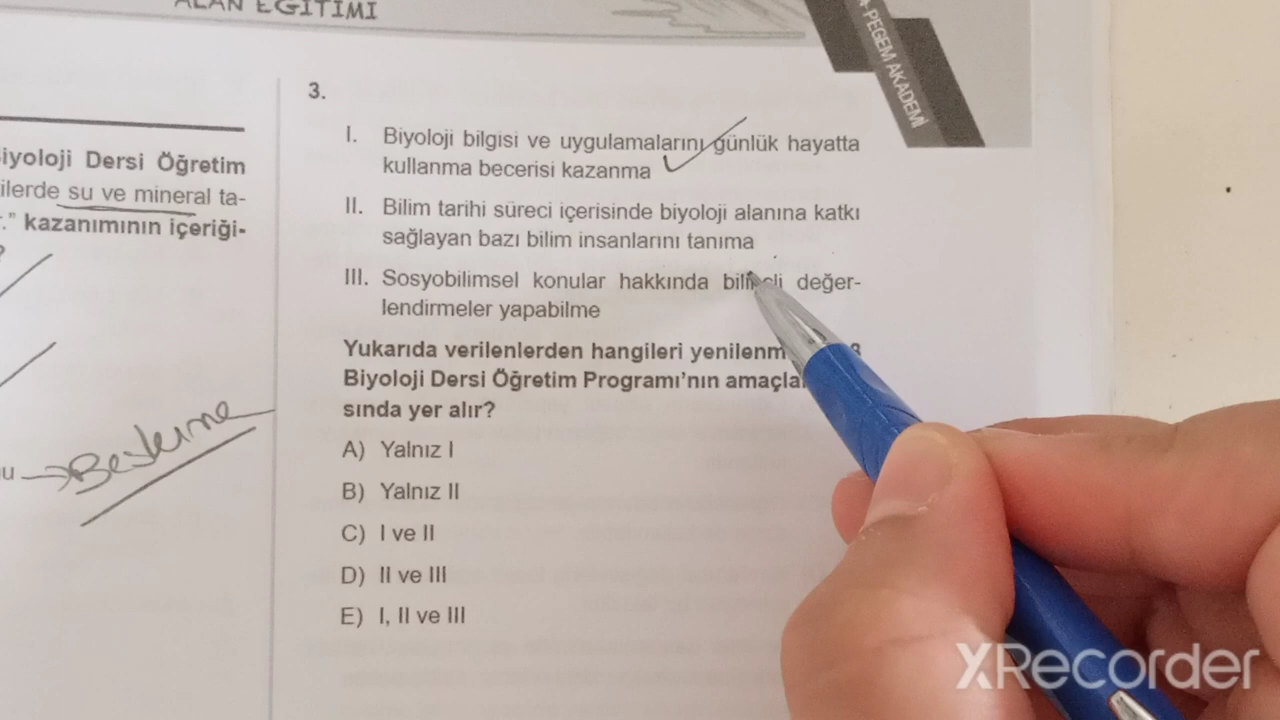 ALAN EĞİTİMİ
PEGEM AKADEMİ
iyoloji Dersi Öğretim
ilerde su ve mineral ta-
." kazanımının içeriği-
?
Beslenme
3.
I. Biyoloji bilgisi ve uygulamalarını günlük hayatta
kullanma becerisi kazanma
II. Bilim tarihi süreci içerisinde biyoloji alanına katkı
sağlayan bazı bilim insanlarını tanıma
III. Sosyobilimsel konular hakkında değer-
lendirmeler yapabilme
Yukarıda verilenlerden hangileri
Biyoloji Dersi Öğretim Programı'nın
sında yer alır?
A) Yalnız I
B) Yalnız II
C) I ve II
D) II ve III
E) I, II ve III
XRecorder